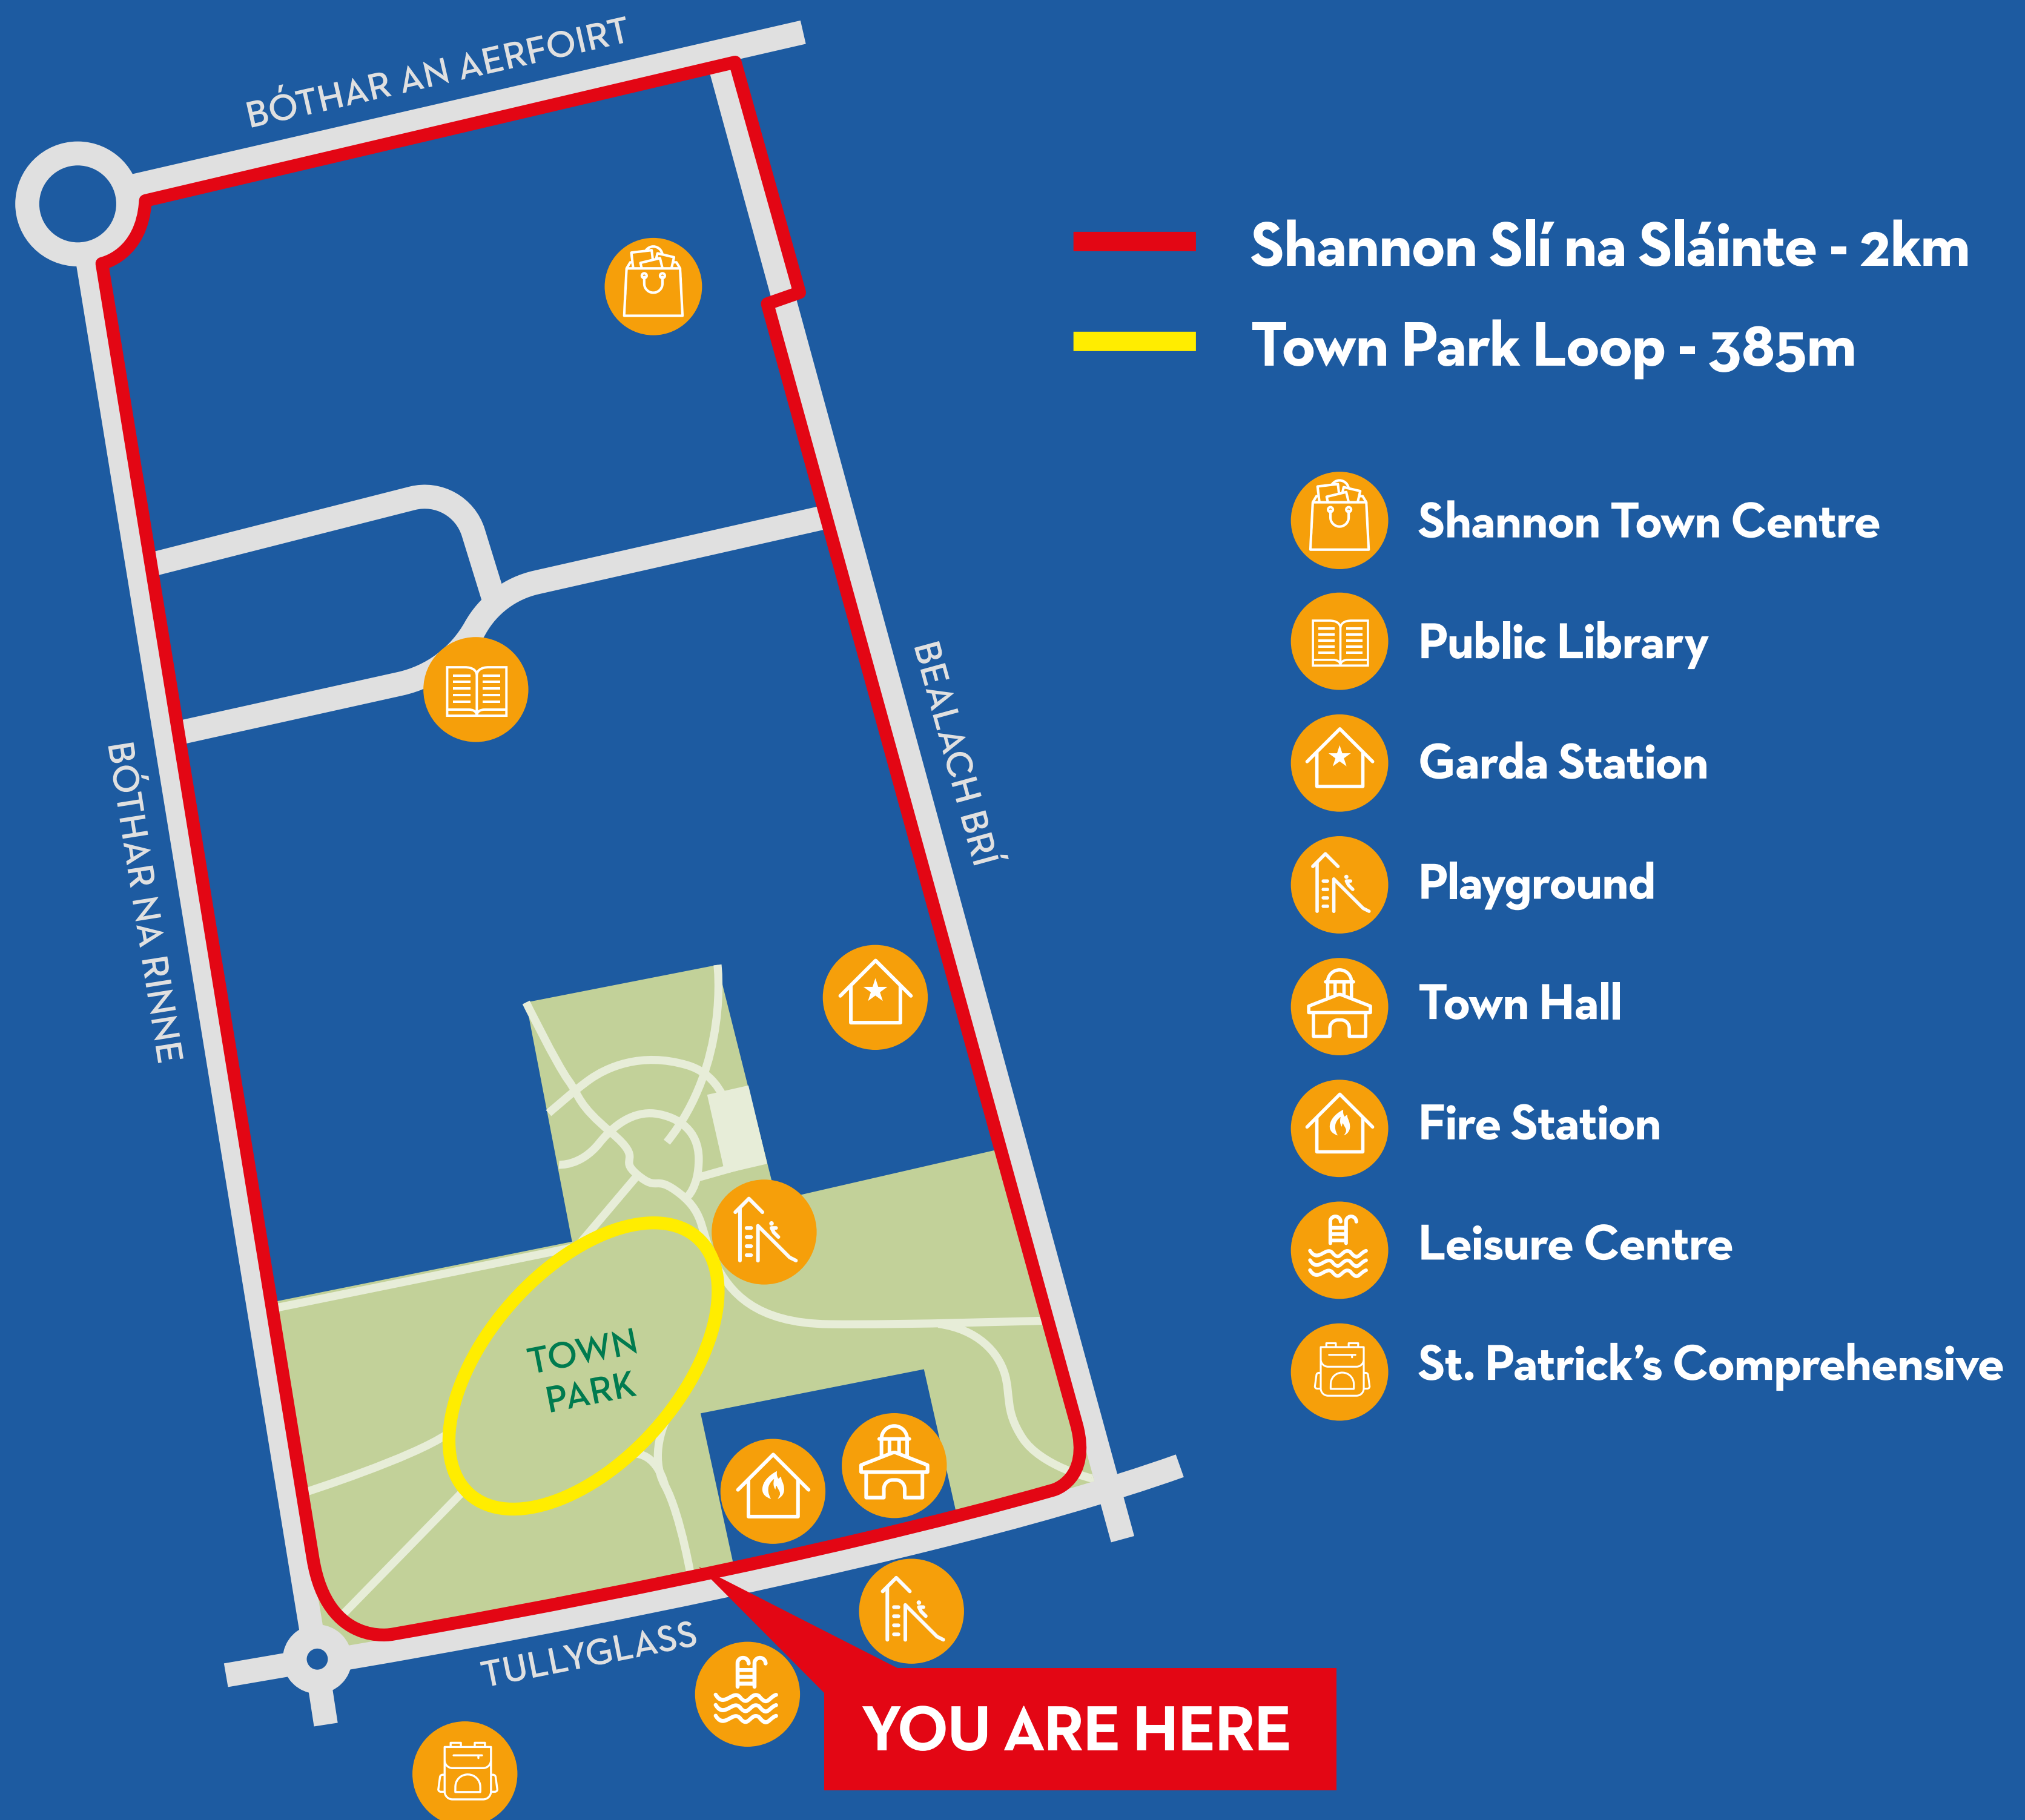 BÓTHAR AN AERFOIRT
Shannon Slí na Sláinte - 2km
Town Park Loop - 385m
Shannon Town Centre
Public Library
Garda Station
Playground
Town Hall
Fire Station
Leisure Centre
St. Patrick’s Comprehensive
BEALACH BRÍ
BÓTHAR NA RINNE
TOWN
PARK
TULLYGLASS
YOU ARE HERE